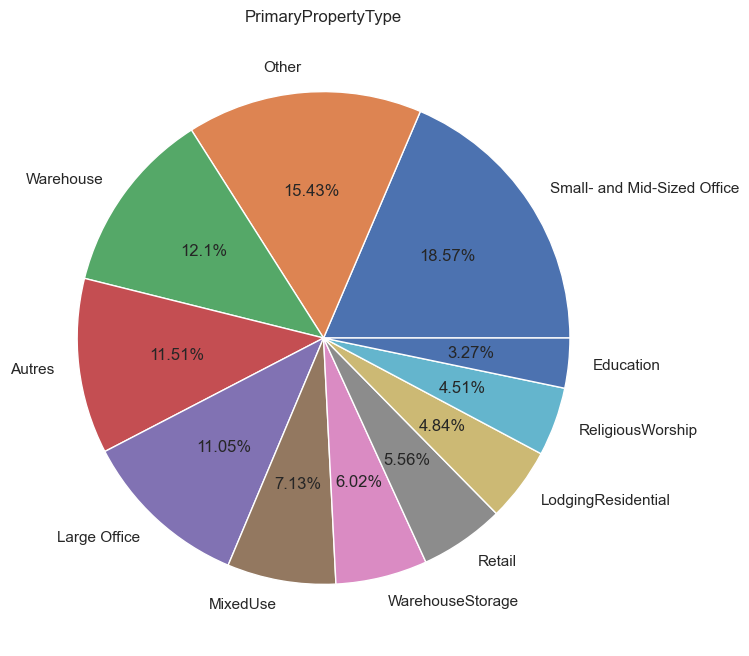 PrimaryPropertyType
Other
Small- and Mid-Sized Office
Warehouse
15.43%
18.57%
12.1%
Autres
11.51%
3.27%
Education
4.51%
ReligiousWorship
4.84%
11.05%
5.56%
LodgingResidential
7.13%
6.02%
Large Office
Retail
MixedUse
WarehouseStorage